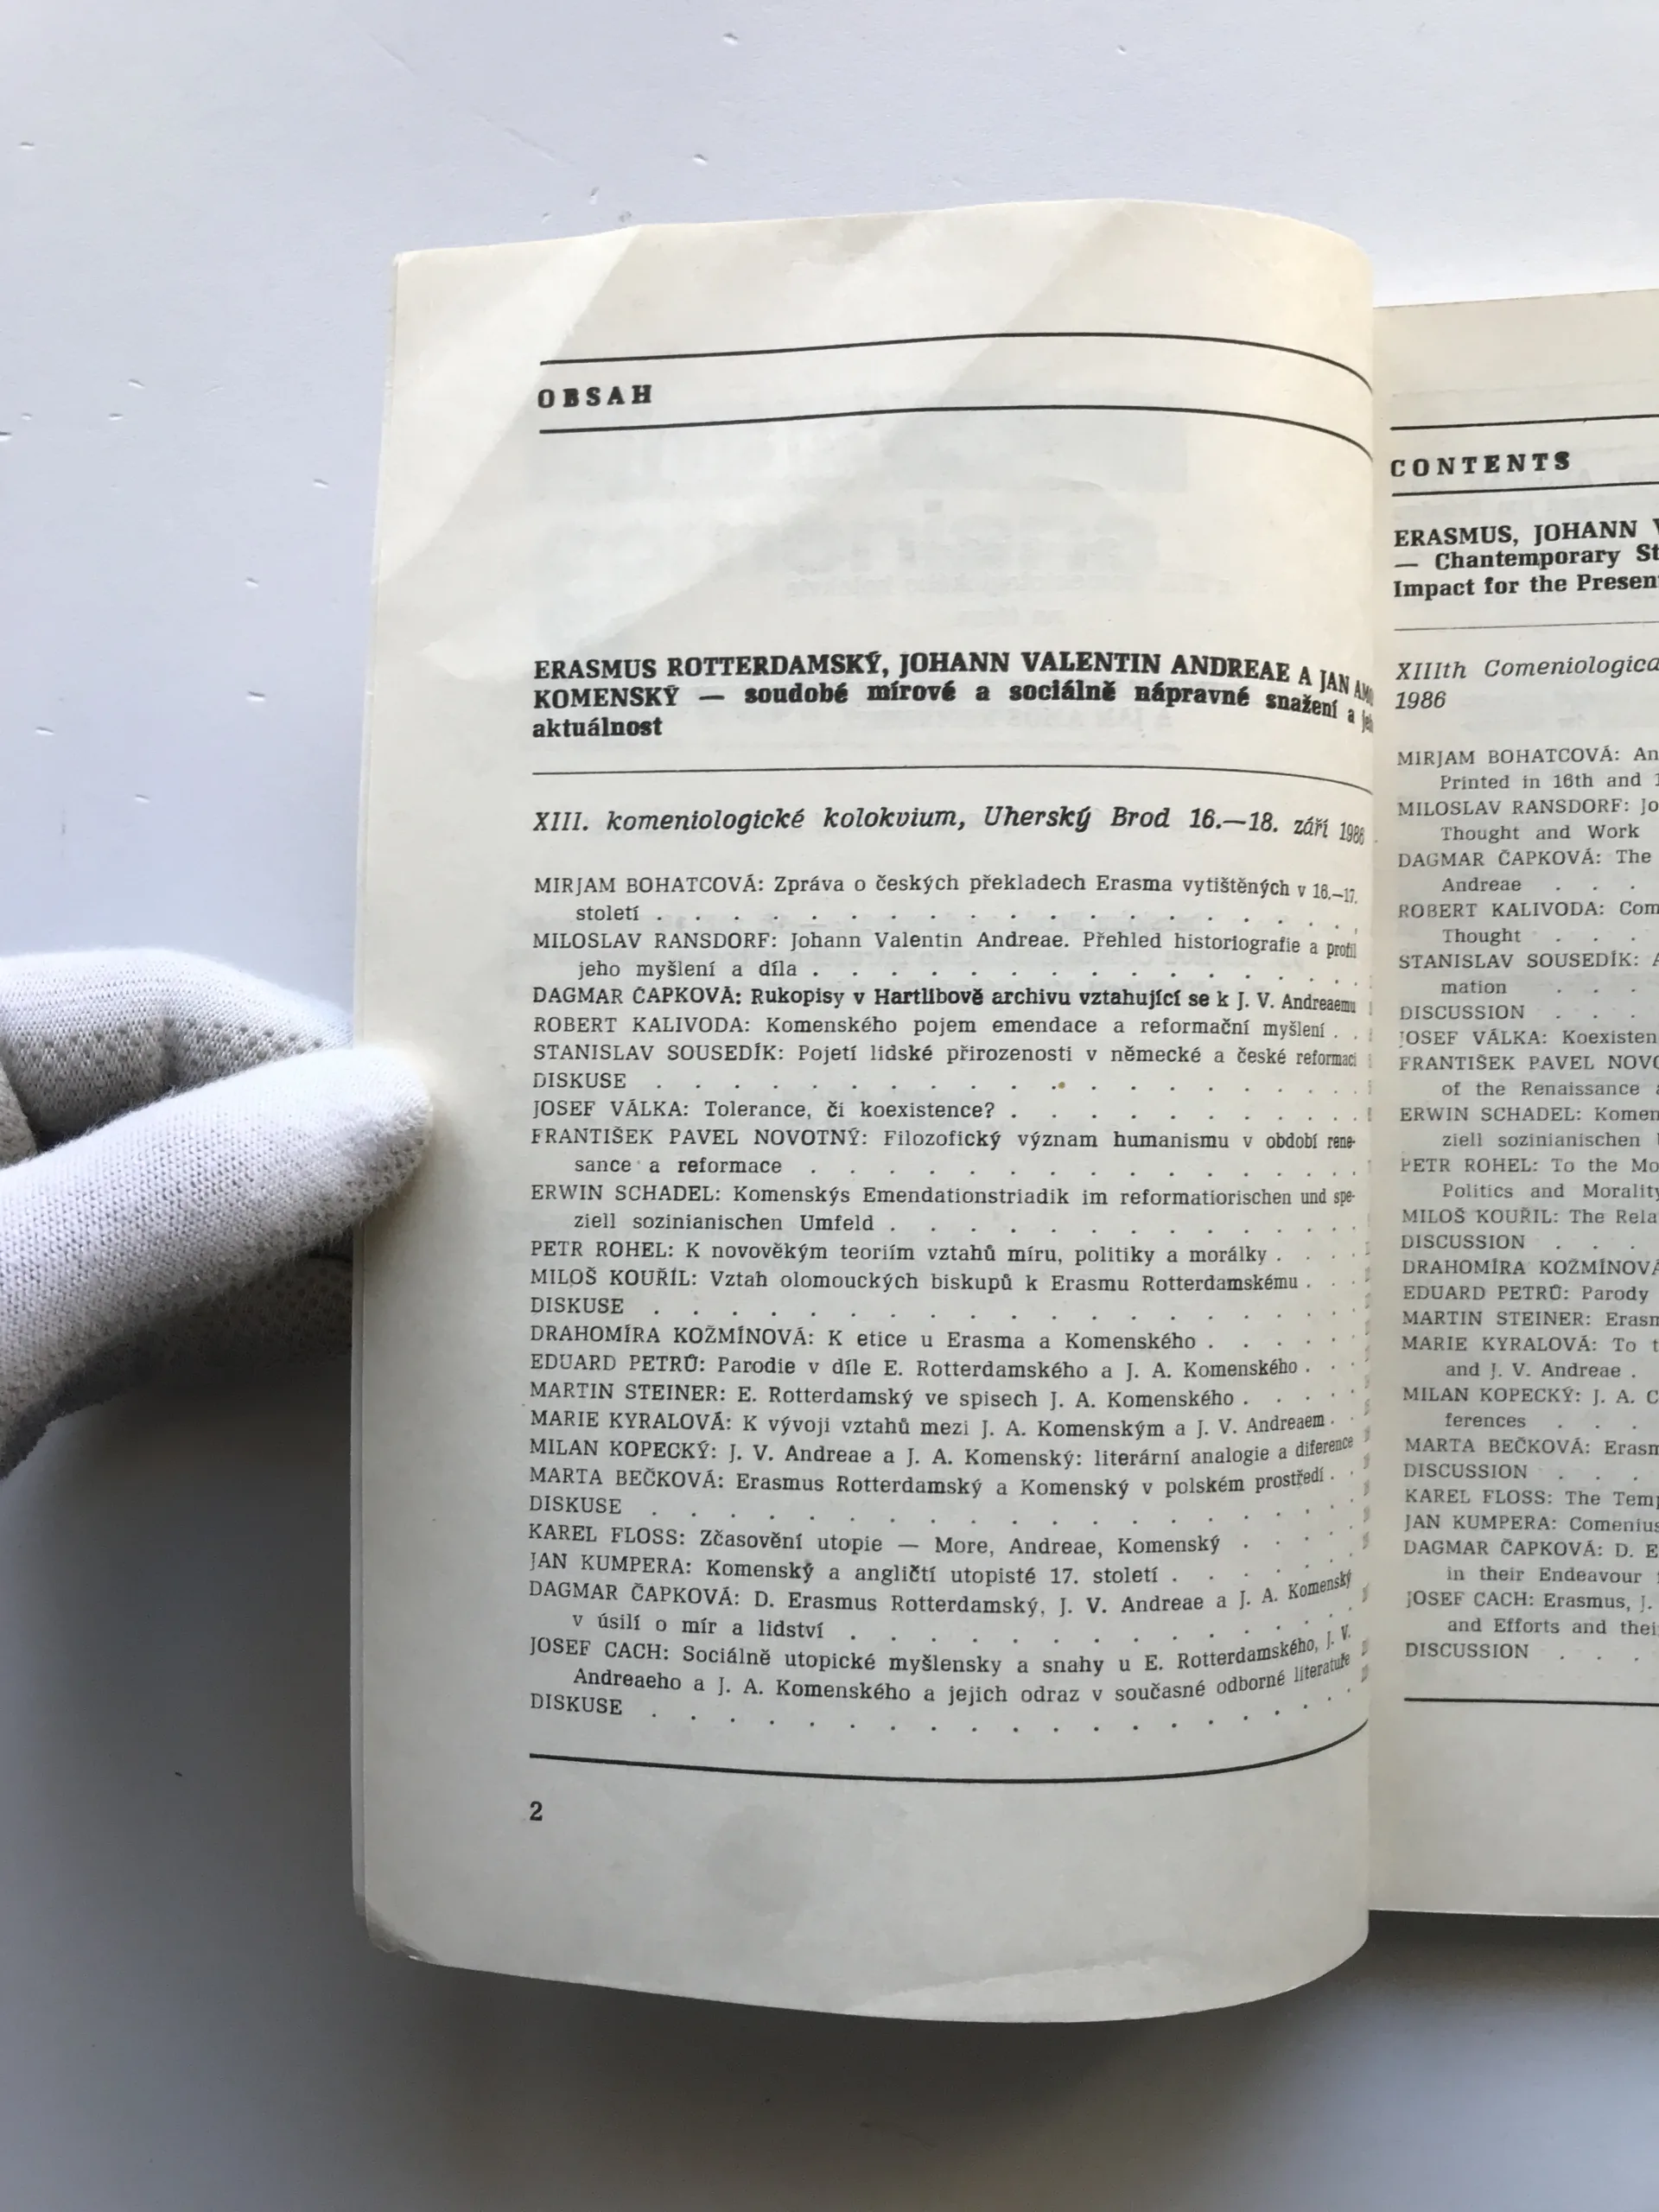 OBSAH
ERASMUS ROTTERDAMSKÝ, JOHANN VALENTIN ANDREAE A JAN AMOS
KOMENSKÝ — soudobé mírové a sociálně nápravné snažení a
aktuálnost
XIII. komeniologické kolokvium, Uherský Brod 16.—18. září 1986
MIRJAM BOHATCOVÁ: Zpráva o českých překladech Erasma vytištěných v 16.—17.
století . . . . . . . . . . . . . . . . . . .
MILOSLAV RANSDORF: Johann Valentin Andreae. Přehled historiografie a profil
jeho myšlení a díla . . . . . . . . . . . . . . .
DAGMAR ČAPKOVÁ: Rukopisy v Hartlibově archivu vztahující se k J. V. Andreaemu
ROBERT KALIVODA: Komenského pojem emendace a reformační myšlení . .
STANISLAV SOUSEDÍK: Pojetí lidské přirozenosti v německé a české reformaci
DISKUSE . . . . . . . . . . . . . . . . . . .
JOSEF VÁLKA: Tolerance, či koexistence? . . . . . . . . . .
FRANTIŠEK PAVEL NOVOTNÝ: Filozofický význam humanismu v období rene-
sance a reformace . . . . . . . . . . . . . . .
ERWIN SCHADEL: Komenskýs Emendationstriadik im reformatiorischen und spe-
ziell sozinianischen Umfeld . . . . . . . . . . . . .
PETR ROHEL: K novověkým teoriím vztahů míru, politiky a morálky . . . .
MILOŠ KOUŘÍL: Vztah olomouckých biskupů k Erasmu Rotterdamskému . . .
DISKUSE . . . . . . . . . . . . . . . . . . .
DRAHOMÍRA KOŽMÍNOVÁ: K etice u Erasma a Komenského . . . . .
EDUARD PETRŮ: Parodie v díle E. Rotterdamského a J. A. Komenského . . .
MARTIN STEINER: E. Rotterdamský ve spisech J. A. Komenského . . . .
MARIE KYRALOVÁ: K vývoji vztahů mezi J. A. Komenským a J. V. Andreaem . .
MILAN KOPECKÝ: J. V. Andreae a J. A. Komenský: literární analogie a diference
MARTA BEČKOVÁ: Erasmus Rotterdamský a Komenský v polském prostředí . .
DISKUSE . . . . . . . . . . . . . . . . . . .
KAREL FLOSS: Zčasovění utopie — More, Andreae, Komenský . . . .
JAN KUMPERA: Komenský a angličtí utopisté 17. století . . . . . .
DAGMAR ČAPKOVÁ: D. Erasmus Rotterdamský, J. V. Andreae a J. A. Komenský
v úsilí o mír a lidství . . . . . . . . . . . . . .
JOSEF CACH: Sociálně utopické myšlensky a snahy u E. Rotterdamského, J. V.
Andreaeho a J. A. Komenského a jejich odraz v současné odborné literatuře
DISKUSE . . . . . . . . . . . . . . . . . . .
2
CONTENTS
ERASMUS, JOHANN
— Chantemporary
Impact for the
XIIIth
1986
MIRJAM BOHATCOVÁ: An
Printed in 16th and
MILOSLAV RANSDORF:
Thought and Work
DAGMAR ČAPKOVÁ: The
Andreae . . .
ROBERT KALIVODA:
Thought . . .
STANISLAV SOUSEDÍK:
mation . . .
DISCUSSION . . .
JOSEF VÁLKA:
FRANTIŠEK PAVEL
of the Renaissance
ERWIN SCHADEL:
ziell sozinianischen
PETR ROHEL: To the
Politics and Morality
MILOŠ KOUŘIL: The
DISCUSSION . . .
DRAHOMÍRA KOŽMÍNOVÁ
EDUARD PETRŮ: Parody
MARTIN STEINER:
MARIE KYRALOVÁ: To
and J. V. Andreae .
MILAN KOPECKÝ: J. A.
ferences . . .
MARTA BEČKOVÁ:
DISCUSSION . . .
KAREL FLOSS: The
JAN KUMPERA:
DAGMAR ČAPKOVÁ: D.
in their Endeavour
JOSEF CACH: Erasmus, J.
and Efforts and
DISCUSSION . . .